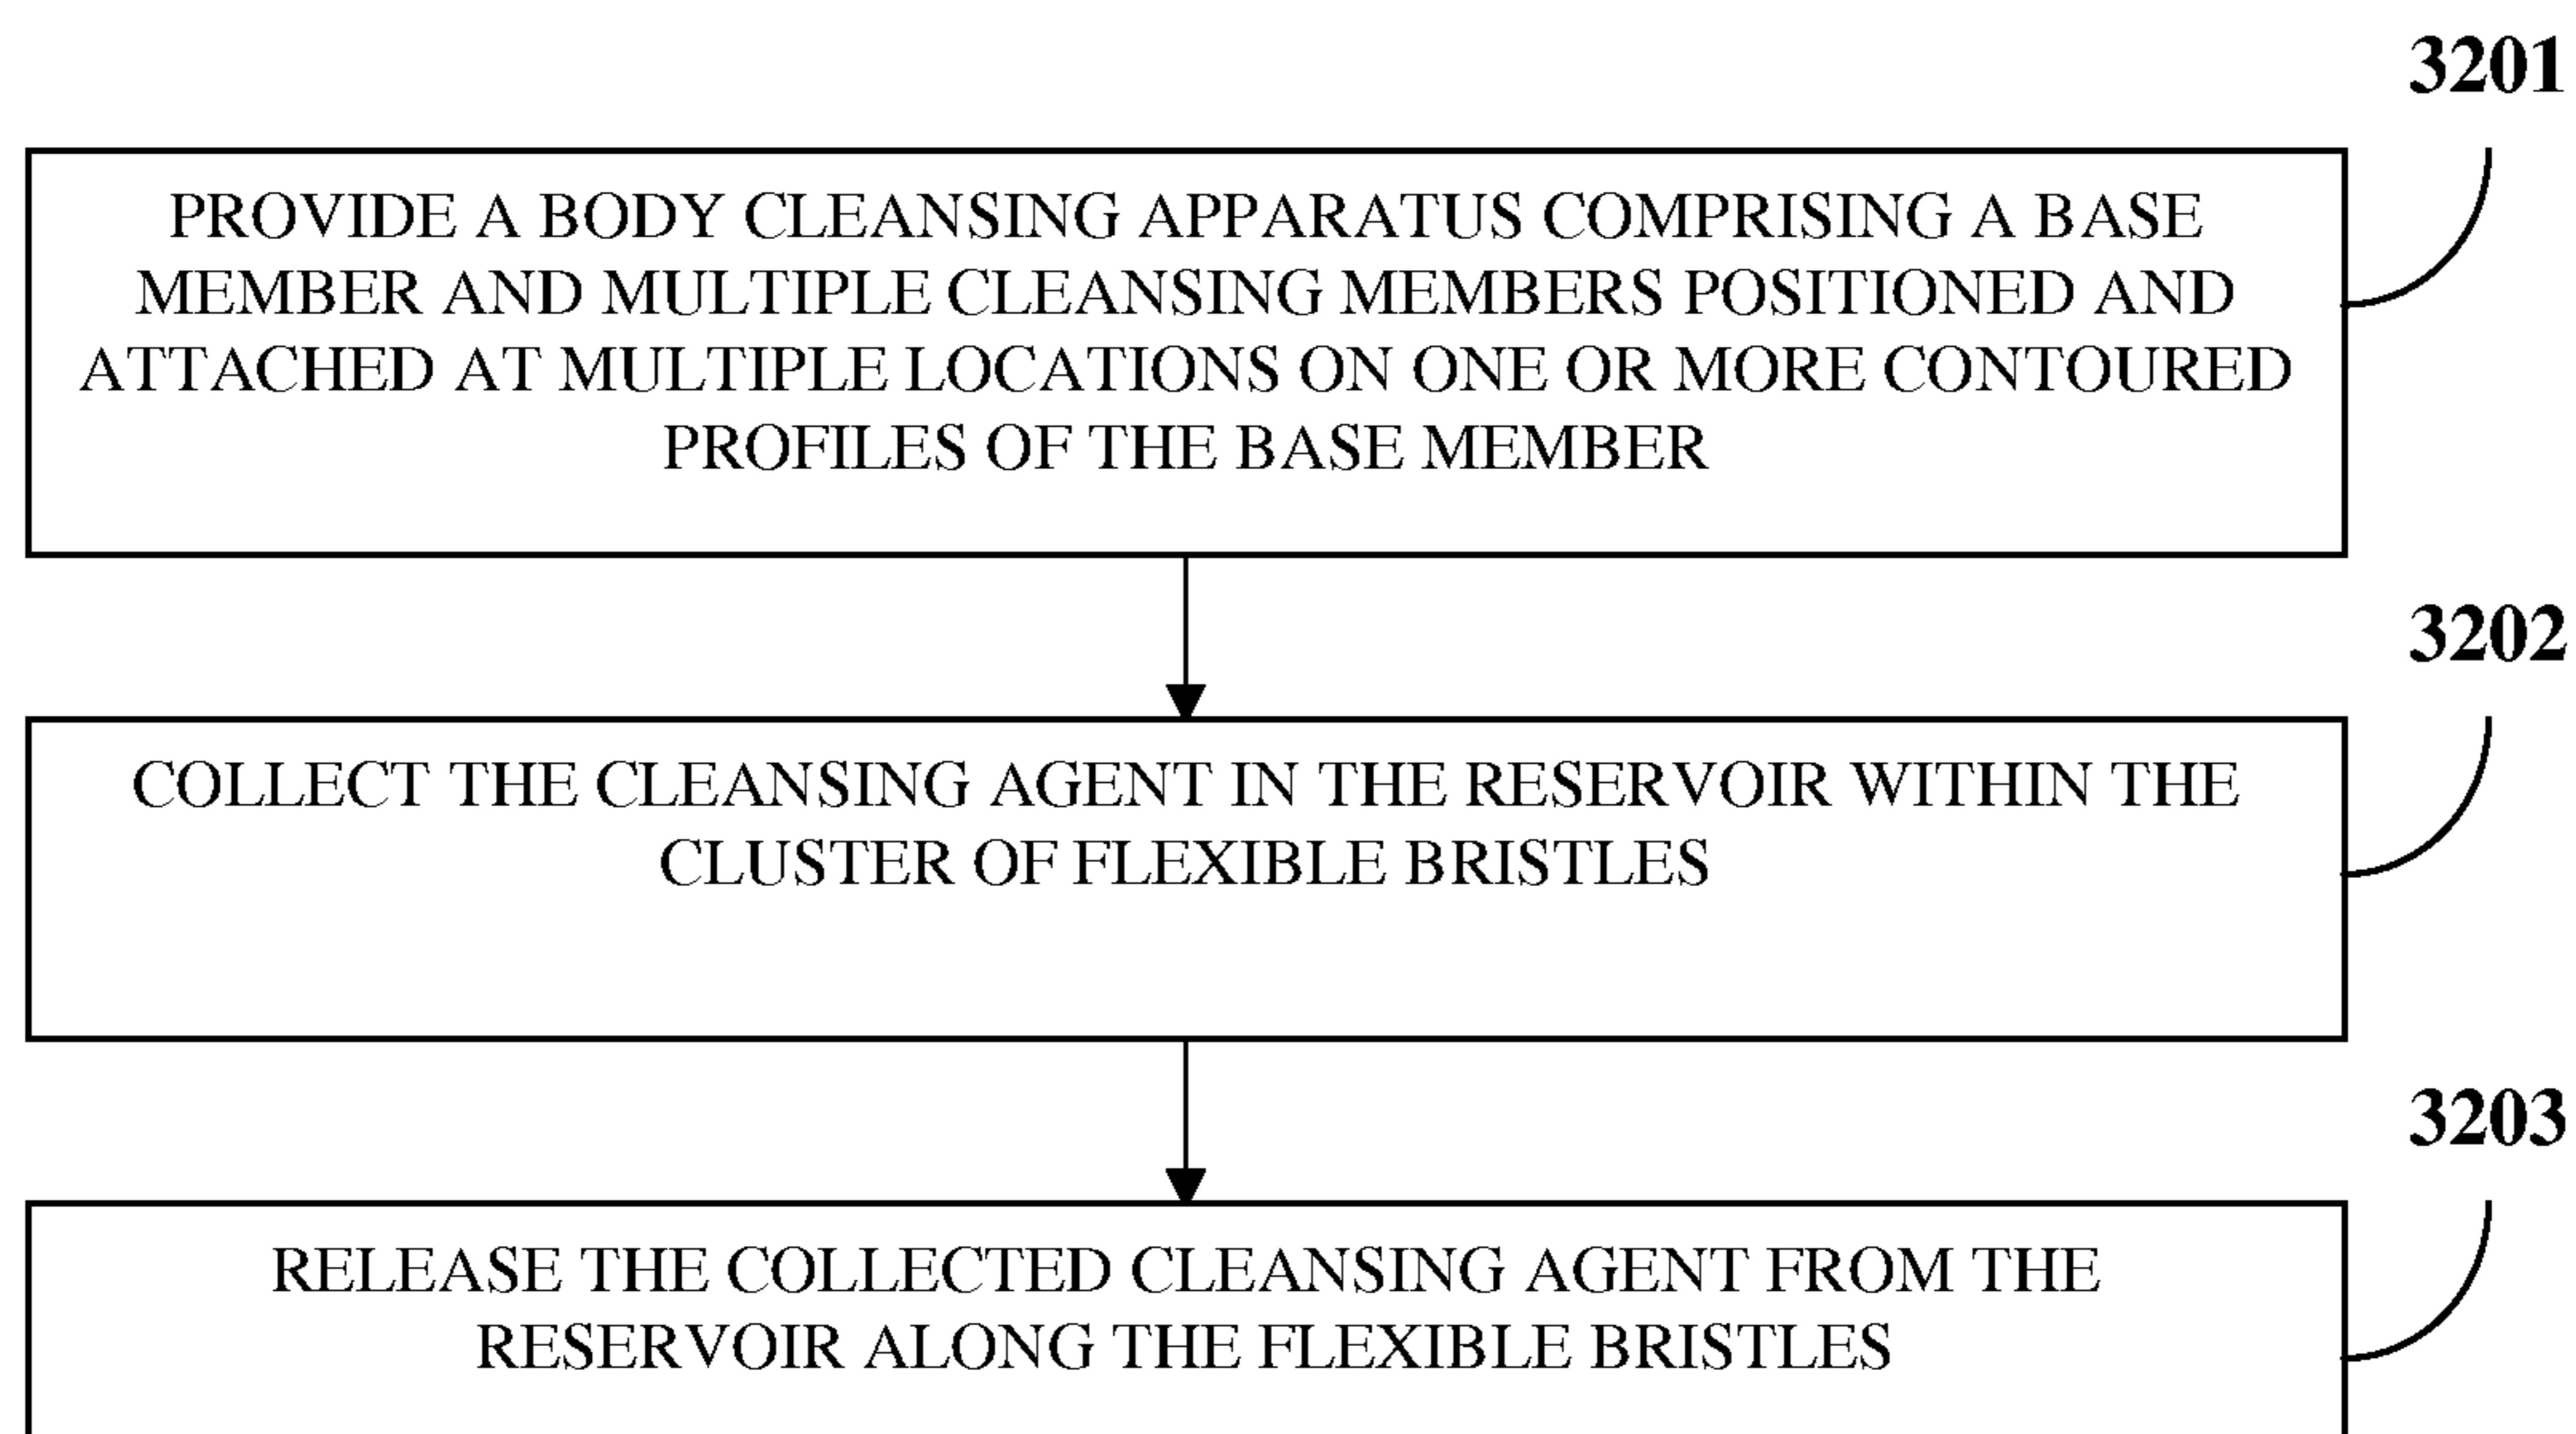 3201
PROVIDE A BODY CLEANSING APPARATUS COMPRISING A BASE
MEMBER AND MULTIPLE CLEANSING MEMBERS POSITIONED AND
ATTACHED AT MULTIPLE LOCATIONS ON ONE OR MORE CONTOURED
PROFILES OF THE BASE MEMBER
3202
COLLECT THE CLEANSING AGENT IN THE RESERVOIR WITHIN THE
CLUSTER OF FLEXIBLE BRISTLES
3203
RELEASE THE COLLECTED CLEANSING AGENT FROM THE
RESERVOIR ALONG THE FLEXIBLE BRISTLES